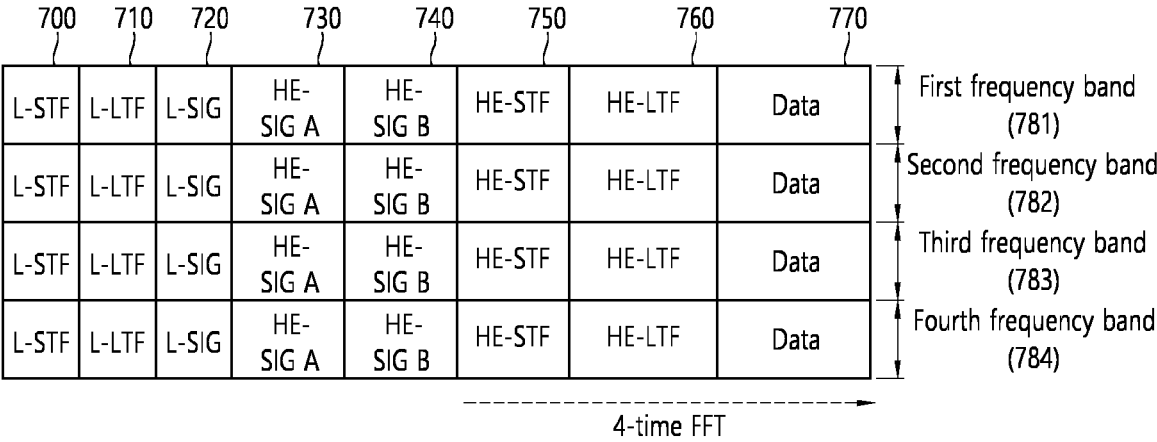 700 710 720 730 740 750 760 770
L-STF L-LTF L-SIG HE-SIG A HE-SIG B HE-STF HE-LTF Data First frequency band (781)
L-STF L-LTF L-SIG HE-SIG A HE-SIG B HE-STF HE-LTF Data Second frequency band (782)
L-STF L-LTF L-SIG HE-SIG A HE-SIG B HE-STF HE-LTF Data Third frequency band (783)
L-STF L-LTF L-SIG HE-SIG A HE-SIG B HE-STF HE-LTF Data Fourth frequency band (784)
4-time FFT